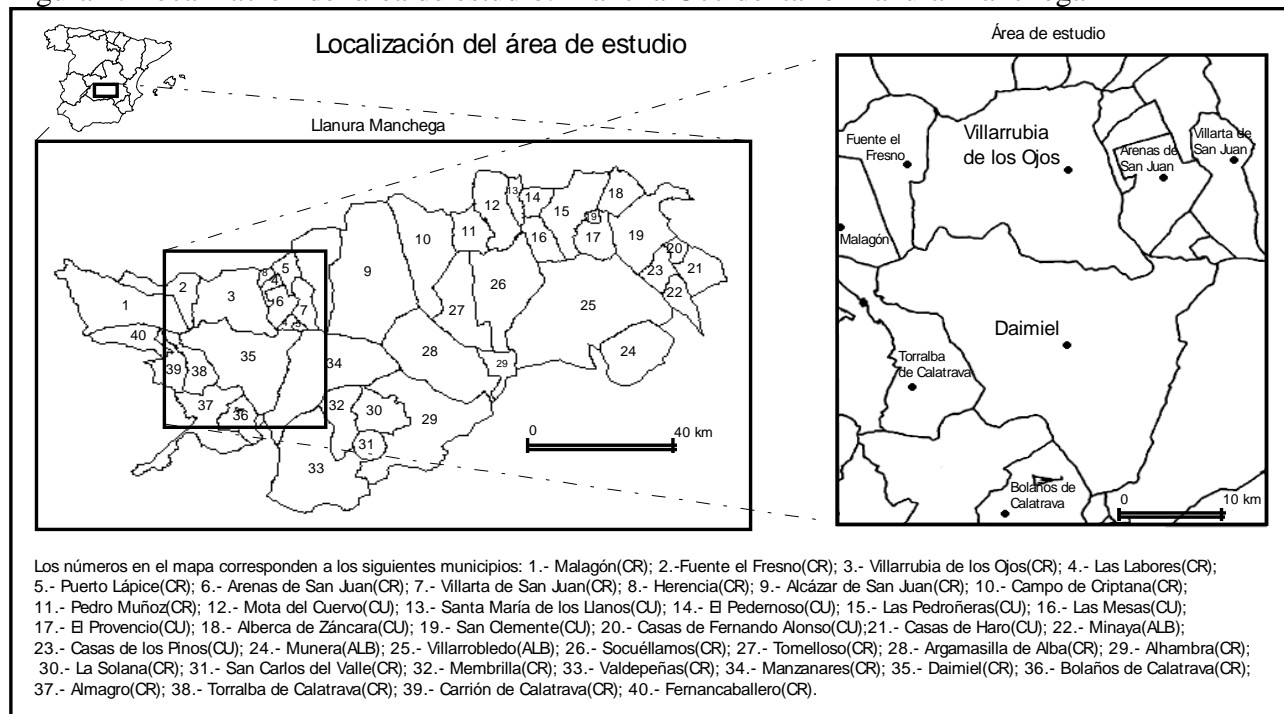 Localización del área de estudio
Área de estudio
Llanura Manchega
1
2
3
8
5
4
6
7
9
10
11
12
13
14
15
16
19
17
18
19
20
21
22
23
24
25
26
27
28
29
29
30
31
32
33
34
35
36
37
38
39
40
0
40 km
Fuente el
Fresno
Villarrubia
de los Ojos
Arenas de
San Juan
Villarta de
San Juan
Malagón
Daimiel
Torralba
de Calatrava
Bolaños de
Calatrava
0
10 km
Los números en el mapa corresponden a los siguientes municipios: 1.- Malagón(CR); 2.-Fuente el Fresno(CR); 3.- Villarrubia de los Ojos(CR); 4.- Las Labores(CR);
5.- Puerto Lápice(CR); 6.- Arenas de San Juan(CR); 7.- Villarta de San Juan(CR); 8.- Herencia(CR); 9.- Alcázar de San Juan(CR); 10.- Campo de Criptana(CR);
11.- Pedro Muñoz(CR); 12.- Mota del Cuervo(CU); 13.- Santa María de los Llanos(CU); 14.- El Pedernoso(CU); 15.- Las Pedroñeras(CU); 16.- Las Mesas(CU);
17.- El Provencio(CU); 18.- Alberca de Záncara(CU); 19.- San Clemente(CU); 20.- Casas de Fernando Alonso(CU);21.- Casas de Haro(CU); 22.- Minaya(ALB);
23.- Casas de los Pinos(CU); 24.- Munera(ALB); 25.- Villarrobledo(ALB); 26.- Socuéllamos(CR); 27.- Tomelloso(CR); 28.- Argamasilla de Alba(CR); 29.- Alhambra(CR);
30.- La Solana(CR); 31.- San Carlos del Valle(CR); 32.- Membrilla(CR); 33.- Valdepeñas(CR); 34.- Manzanares(CR); 35.- Daimiel(CR); 36.- Bolaños de Calatrava(CR);
37.- Almagro(CR); 38.- Torralba de Calatrava(CR); 39.- Carrión de Calatrava(CR); 40.- Fernancaballero(CR).